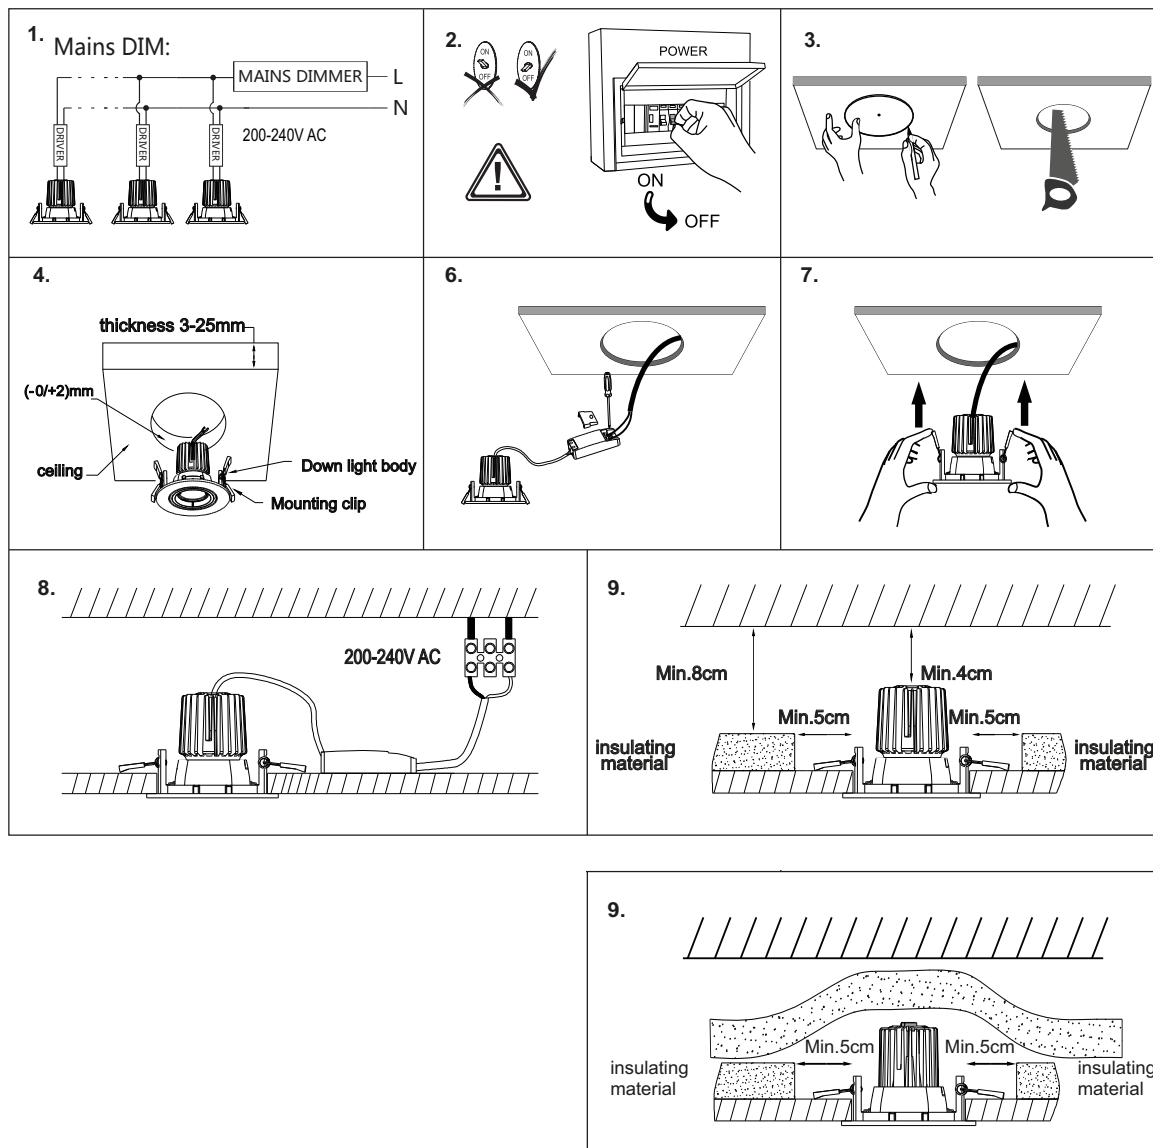 1.
Mains DIM:
MAINS DIMMER
L
N
DRIVER
DRIVER
DRIVER
200-240V AC
2.
ON
OFF
ON
OFF
POWER
!
ON
OFF
3.
4.
thickness 3-25mm
(-0/+2)mm
ceiling
Down light body
Mounting clip
6.
7.
8.
200-240V AC
9.
Min.8cm
Min.4cm
Min.5cm
Min.5cm
insulating
material
insulating
material
9.
Min.5cm
Min.5cm
insulating
material
insulating
material